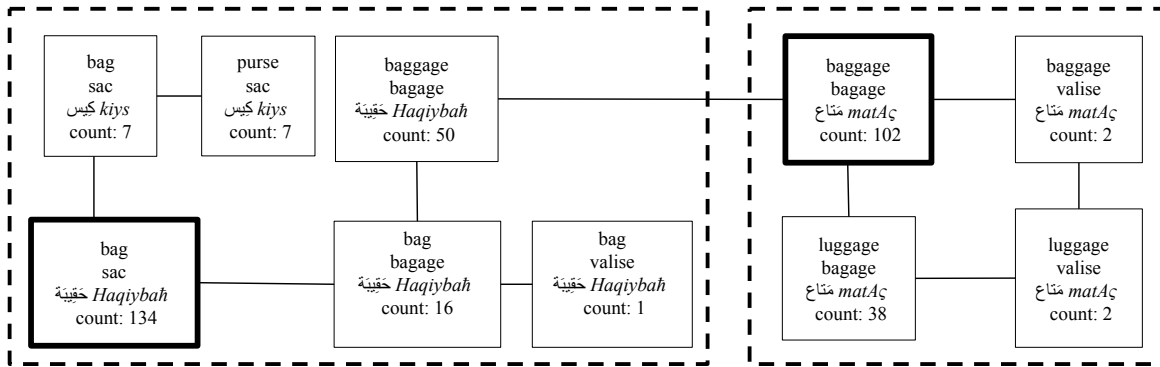 bag
sac
كِيس kiys
count: 7
purse
sac
كِيس kiys
count: 7
baggage
bagage
حَقِيبَة Haqiybaħ
count: 50
baggage
bagage
مَتاع matAς
count: 102
baggage
valise
مَتاع matAς
count: 2
bag
sac
حَقِيبَة Haqiybaħ
count: 134
bag
bagage
حَقِيبَة Haqiybaħ
count: 16
bag
valise
حَقِيبَة Haqiybaħ
count: 1
luggage
bagage
مَتاع matAς
count: 38
luggage
valise
مَتاع matAς
count: 2